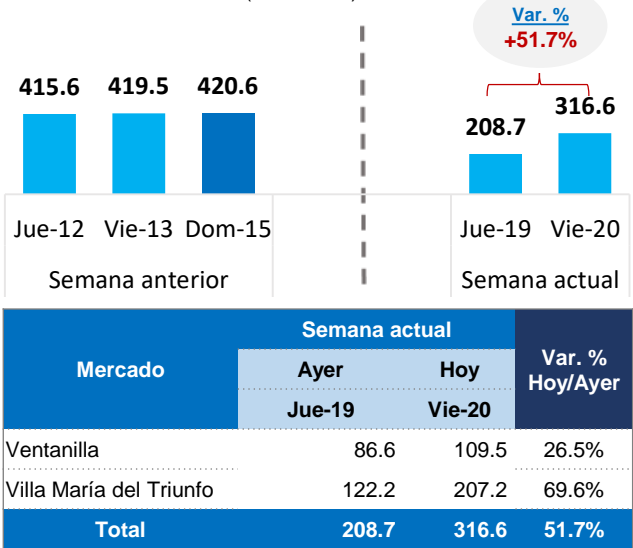 Var. %
+51.7%
415.6 419.5 420.6
208.7 316.6
Jue-12 Vie-13 Dom-15 Jue-19 Vie-20
Semana anterior Semana actual
Mercado Semana actual Var. % Hoy/Ayer
Ayer Hoy
Jue-19 Vie-20
Ventanilla 86.6 109.5 26.5%
Villa María del Triunfo 122.2 207.2 69.6%
Total 208.7 316.6 51.7%